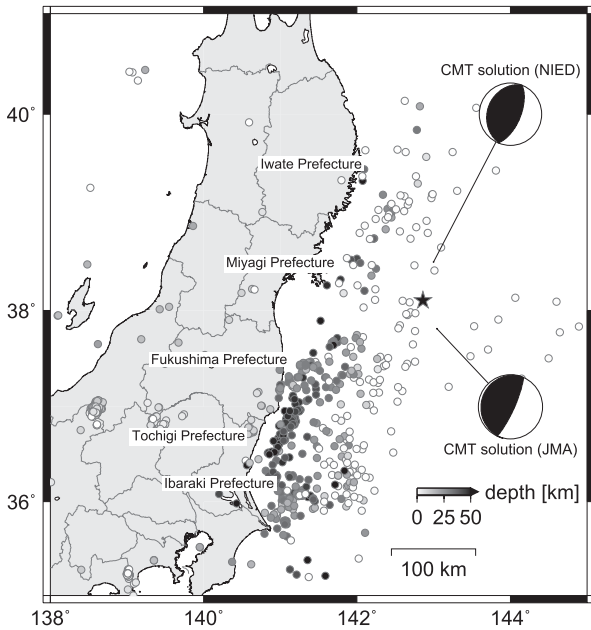 CMT solution (NIED)
40°
Iwate Prefecture
Miyagi Prefecture
38°
Fukushima Prefecture
Tochigi Prefecture
CMT solution (JMA)
Ibaraki Prefecture
36°
depth [km]
0 25 50
100 km
138° 140° 142° 144°